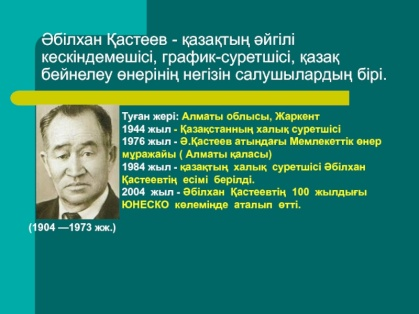 Әбілхан Қастеев - қазақтың әйгілі
кескіндемешісі, график-суретшісі, қазақ
бейнелеу өнерінің негізін салушылардың бірі.
Туған жері: Алматы облысы, Жаркент
1944 жыл - Қазақстанның халық суретшісі
1976 жыл - Ә.Қастеев атындағы Мемлекеттік өнер
мұражайы ( Алматы қаласы)
1984 жыл - қазақтың халық суретшісі Әбілхан
Қастеевтің есімі берілді.
2004 жыл - Әбілхан Қастеевтің 100 жылдығы
ЮНЕСКО көлемінде аталып өтті.
(1904 —1973 жж.)